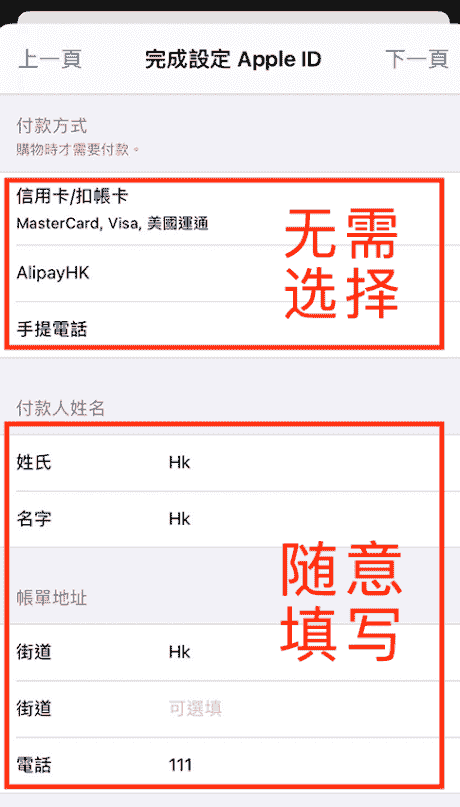 上一頁 完成設定 Apple ID 下一頁
付款方式
購物時才需要付款。
信用卡/扣帳卡
MasterCard, Visa, 美國運通
AlipayHK
手提電話
无需
选择
付款人姓名
姓氏 Hk
名字 Hk
帳單地址
街道 Hk
街道 可選填
電話 111
随意
填写